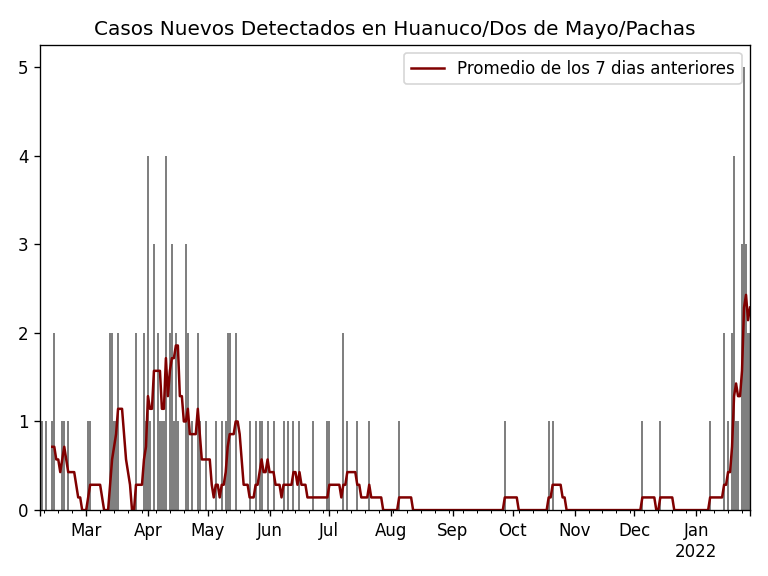 Casos Nuevos Detectados en Huanuco/Dos de Mayo/Pachas
Promedio de los 7 dias anteriores
5
4
3
2
1
0
Mar Apr May Jun Jul Aug Sep Oct Nov Dec Jan
2022